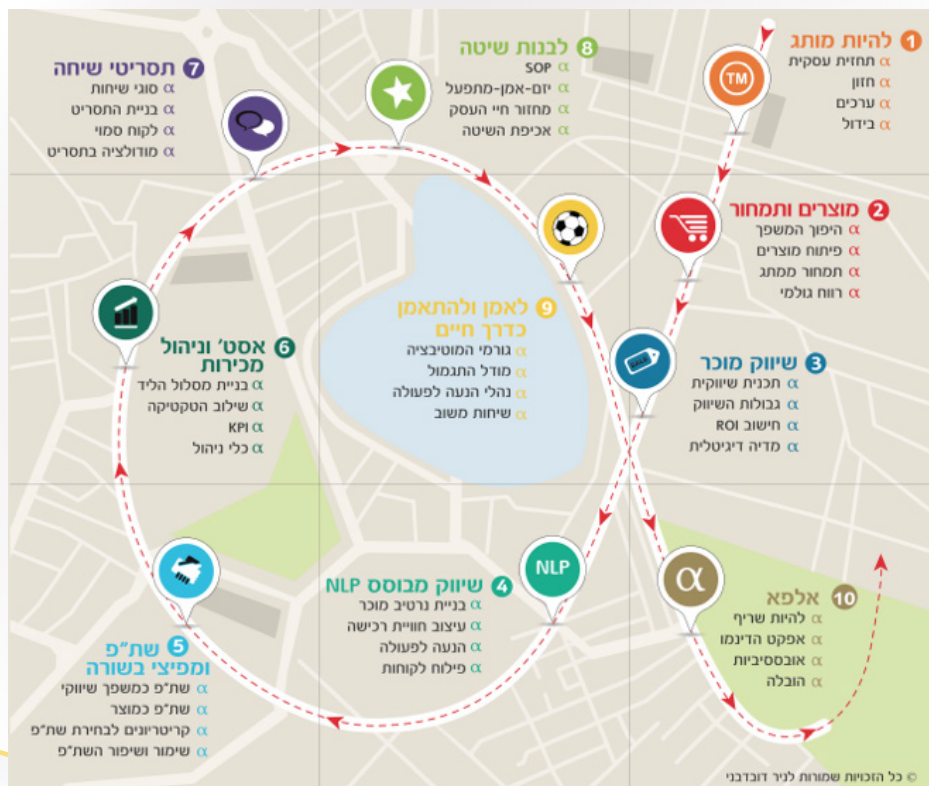 1 להיות מותג
α תחזית עסקית
α חזון
α ערכים
α בידול
TM
2 מוצרים ותמחור
α היפוך המשפך
α פיתוח מוצרים
α תמחור ממתג
α רווח גולמי
3 שיווק מוכר
α תכנית שיווקית
α גבולות השיווק
α חישוב ROI
α מדיה דיגיטלית
SALE
4 שיווק מבוסס NLP
α בניית נרטיב מוכר
α עיצוב חוויית רכישה
α הנעה לפעולה
α פילוח לקוחות
NLP
5 שת"פ
ומפיצי בשורה
α שת"פ כמשפך שיווקי
α שת"פ כמוצר
α קריטריונים לבחירת שת"פ
α שימור ושיפור השת"פ
6 אסט' וניהול
מכירות
α בניית מסלול הליד
α שילוב הטקטיקה
α KPI
α כלי ניהול
7 תסריטי שיחה
α סוגי שיחות
α בניית התסריט
α לקוח סמוי
α מודולציה בתסריט
8 לבנות שיטה
α SOP
α יזם-אמן-מתפעל
α מחזור חיי העסק
α אכיפת השיטה
9 לאמן ולהתאמן
כדרך חיים
α גורמי המוטיבציה
α מודל התגמול
α נהלי הנעה לפעולה
α שיחות משוב
10 אלפא
α להיות שריף
α אפקט הדינמו
α אובססיביות
α הובלה
α
© כל הזכויות שמורות לניר דובדבני